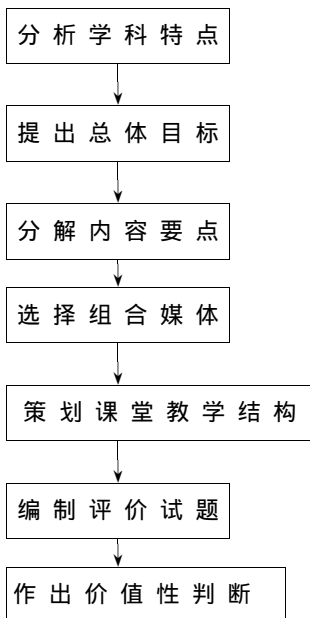 分析学科特点
提出总体目标
分解内容要点
选择组合媒体
策划课堂教学结构
编制评价试题
作出价值性判断